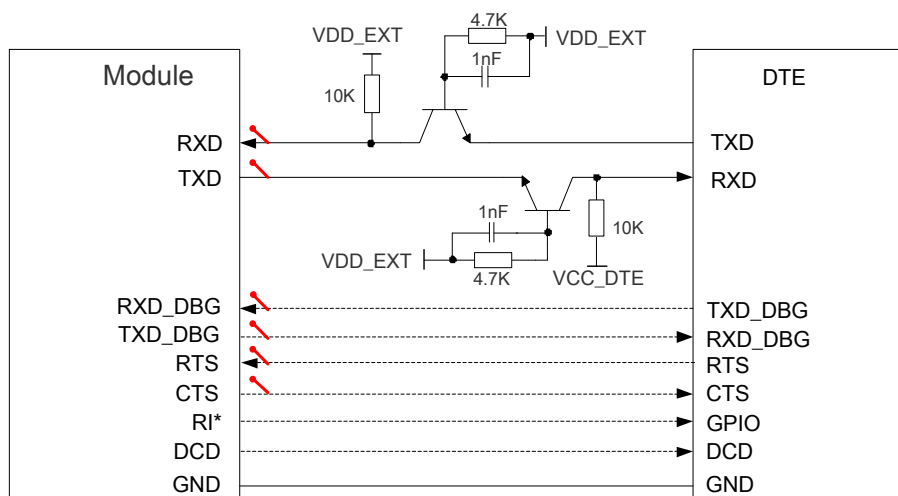 4.7K
VDD_EXT
VDD_EXT
Module
1nF
DTE
10K
RXD
TXD
TXD
RXD
1nF
10K
VDD_EXT
4.7K
VCC_DTE
RXD_DBG
TXD_DBG
TXD_DBG
RXD_DBG
RTS
RTS
CTS
CTS
RI*
GPIO
DCD
DCD
GND
GND